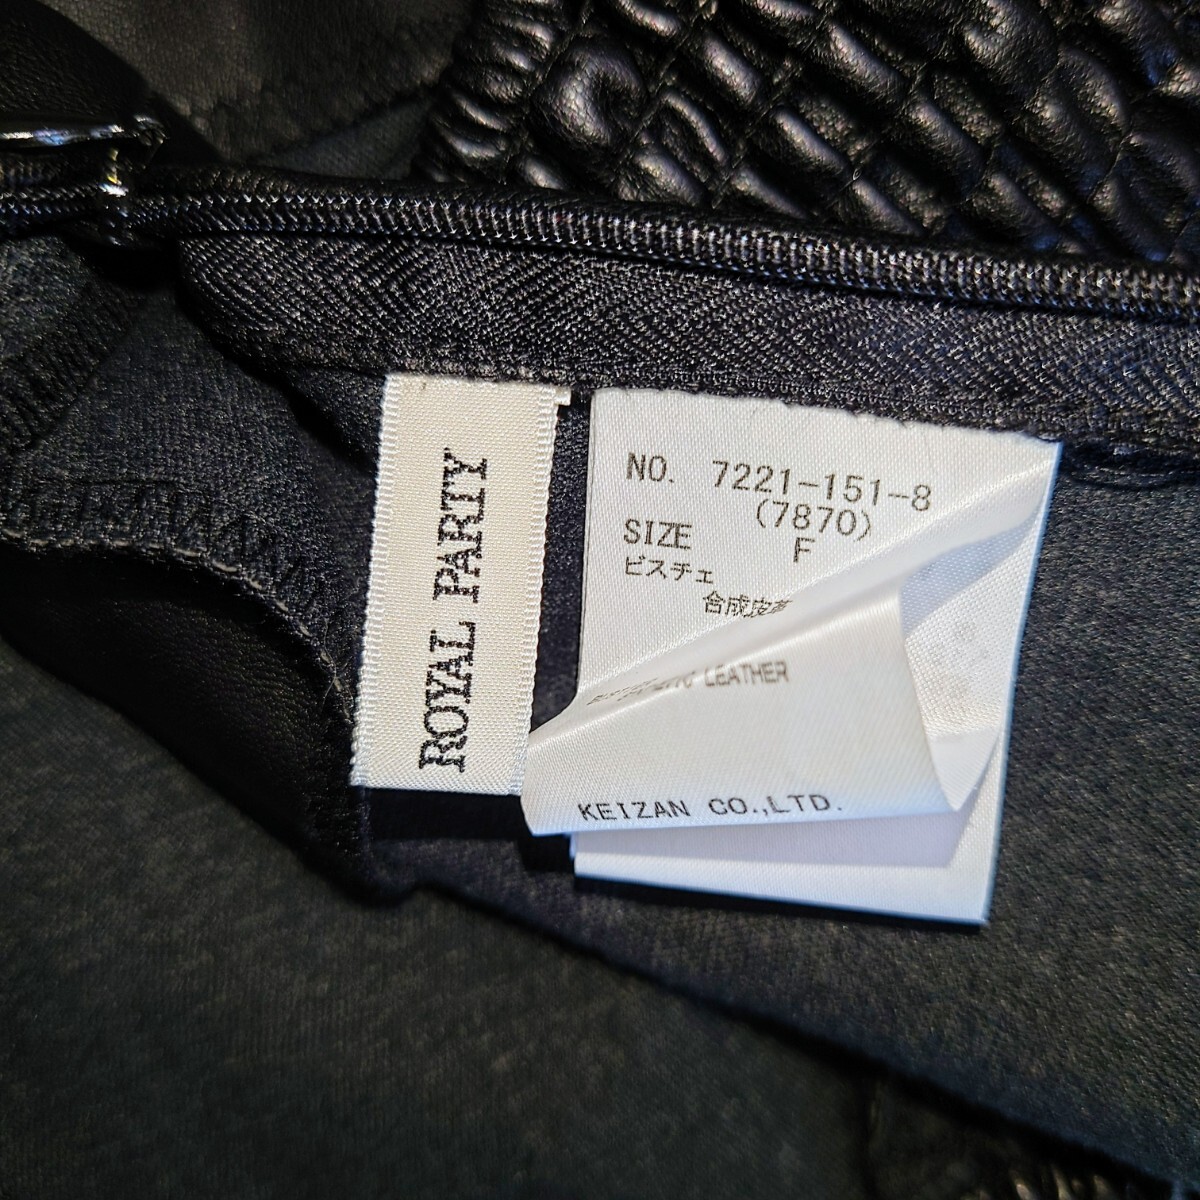 ROYAL PARTY
NO. 7221-151-8
(7870)
SIZE F
ビスチェ
合成皮革
LEATHER
KEIZAN CO.,LTD.